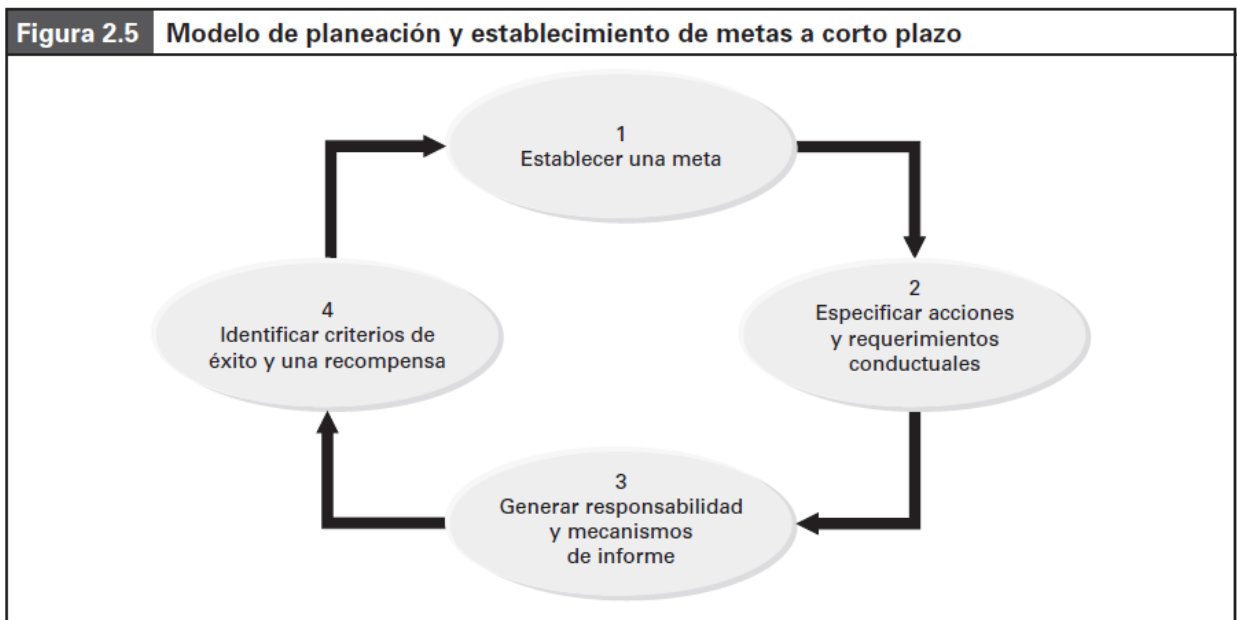 Figura 2.5 Modelo de planeación y establecimiento de metas a corto plazo
1
Establecer una meta
2
Especificar acciones
y requerimientos
conductuales
3
Generar responsabilidad
y mecanismos
de informe
4
Identificar criterios de
éxito y una recompensa